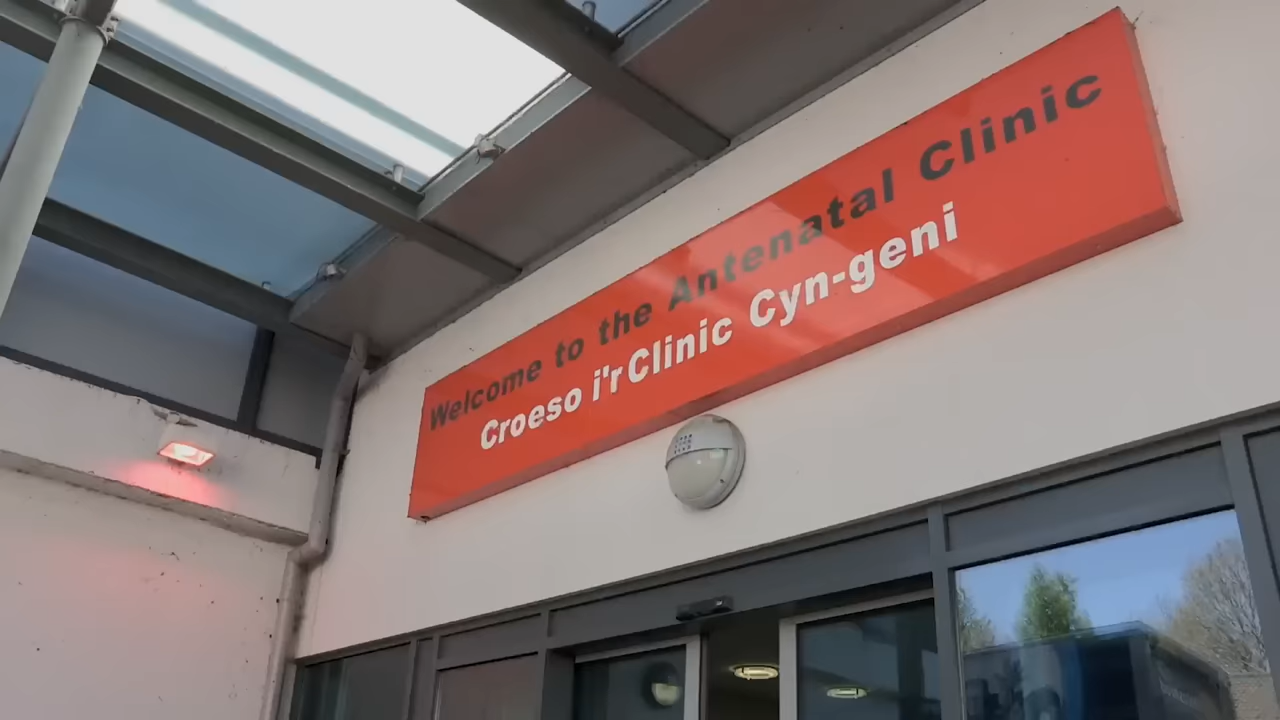 Welcome to the Antenatal Clinic
Croeso i'r Clinic Cyn-geni